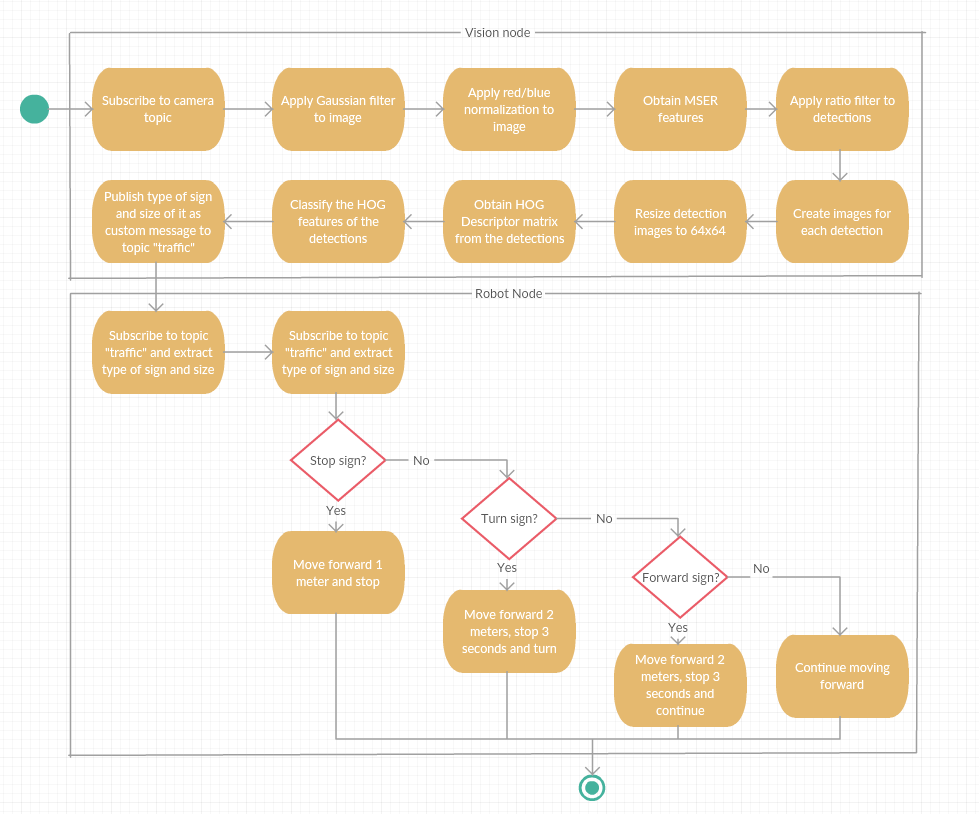 Vision node
Subscribe to camera
topic
Apply Gaussian filter
to image
Apply red/blue
normalization to
image
Obtain MSER
features
Apply ratio filter to
detections
Create images for
each detection
Resize detection
images to 64x64
Obtain HOG
Descriptor matrix
from the detections
Classify the HOG
features of the
detections
Publish type of sign
and size of it as
custom message to
topic "traffic"
Robot Node
Subscribe to topic
"traffic" and extract
type of sign and size
Subscribe to topic
"traffic" and extract
type of sign and size
Stop sign?
No
Yes
Move forward 1
meter and stop
Turn sign?
No
Yes
Move forward 2
meters, stop 3
seconds and turn
Forward sign?
No
Yes
Move forward 2
meters, stop 3
seconds and
continue
Continue moving
forward